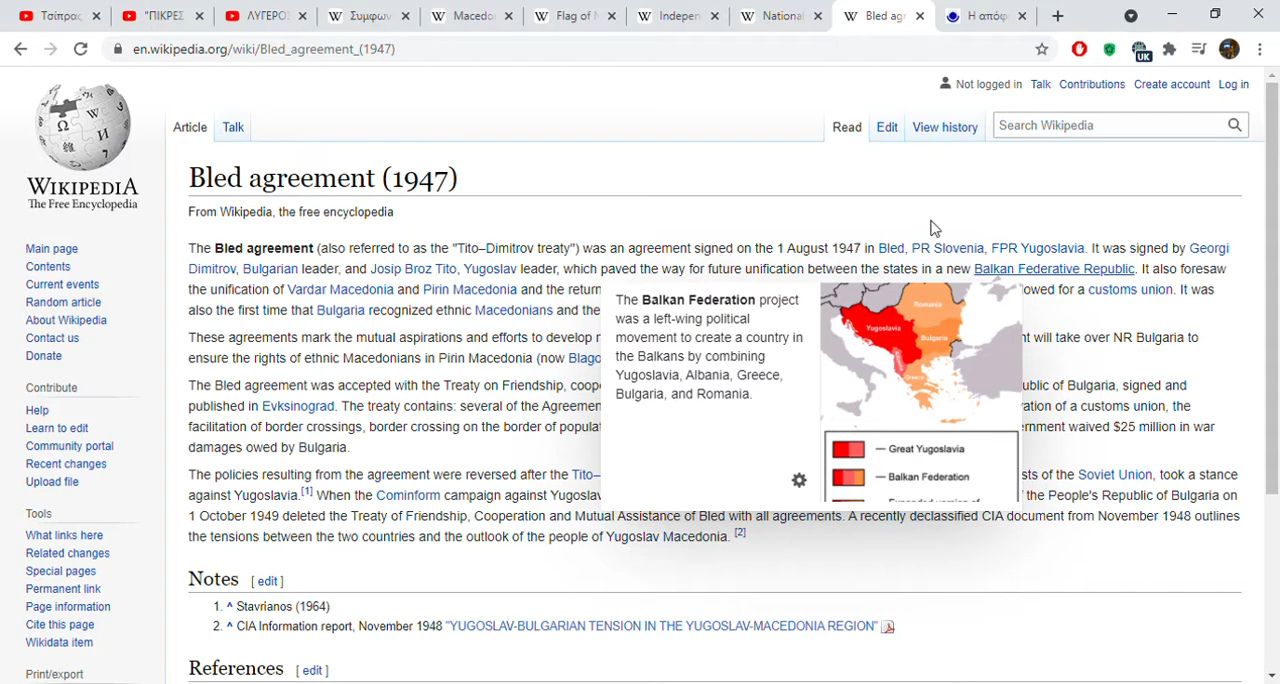 Τσίπρας
"ΠΙΚΡΕΣ
ΛΥΓΕΡΟΣ
Συμφων
Macedo
Flag of N
Indepen
National
Bled agr
Η απόφ
en.wikipedia.org/wiki/Bled_agreement_(1947)
UK
Not logged in Talk Contributions Create account Log in
Article Talk Read Edit View history Search Wikipedia
WIKIPEDIA
The Free Encyclopedia
Main page
Contents
Current events
Random article
About Wikipedia
Contact us
Donate
Contribute
Help
Learn to edit
Community portal
Recent changes
Upload file
Tools
What links here
Related changes
Special pages
Permanent link
Page information
Cite this page
Wikidata item
Print/export
Bled agreement (1947)
From Wikipedia, the free encyclopedia
The Bled agreement (also referred to as the "Tito–Dimitrov treaty") was an agreement signed on the 1 August 1947 in Bled, PR Slovenia, FPR Yugoslavia. It was signed by Georgi
Dimitrov, Bulgarian leader, and Josip Broz Tito, Yugoslav leader, which paved the way for future unification between the states in a new Balkan Federative Republic. It also foresaw
the unification of Vardar Macedonia and Pirin Macedonia and the return owed for a customs union. It was
also the first time that Bulgaria recognized ethnic Macedonians and the
These agreements mark the mutual aspirations and efforts to develop nt will take over NR Bulgaria to
ensure the rights of ethnic Macedonians in Pirin Macedonia (now Blago
The Bled agreement was accepted with the Treaty on Friendship, coope ublic of Bulgaria, signed and
published in Evksinograd. The treaty contains: several of the Agreemen ration of a customs union, the
facilitation of border crossings, border crossing on the border of populat ernment waived $25 million in war
damages owed by Bulgaria.
The policies resulting from the agreement were reversed after the Tito– sts of the Soviet Union, took a stance
against Yugoslavia.[1] When the Cominform campaign against Yugoslav the People's Republic of Bulgaria on
1 October 1949 deleted the Treaty of Friendship, Cooperation and Mutual Assistance of Bled with all agreements. A recently declassified CIA document from November 1948 outlines
the tensions between the two countries and the outlook of the people of Yugoslav Macedonia. [2]
The Balkan Federation project
was a left-wing political
movement to create a country in
the Balkans by combining
Yugoslavia, Albania, Greece,
Bulgaria, and Romania.
Romania
Yugoslavia
Bulgaria
Greece
— Great Yugoslavia
— Balkan Federation
Notes [ edit ]
1. ^ Stavrianos (1964)
2. ^ CIA Information report, November 1948 "YUGOSLAV-BULGARIAN TENSION IN THE YUGOSLAV-MACEDONIA REGION"
References [ edit ]